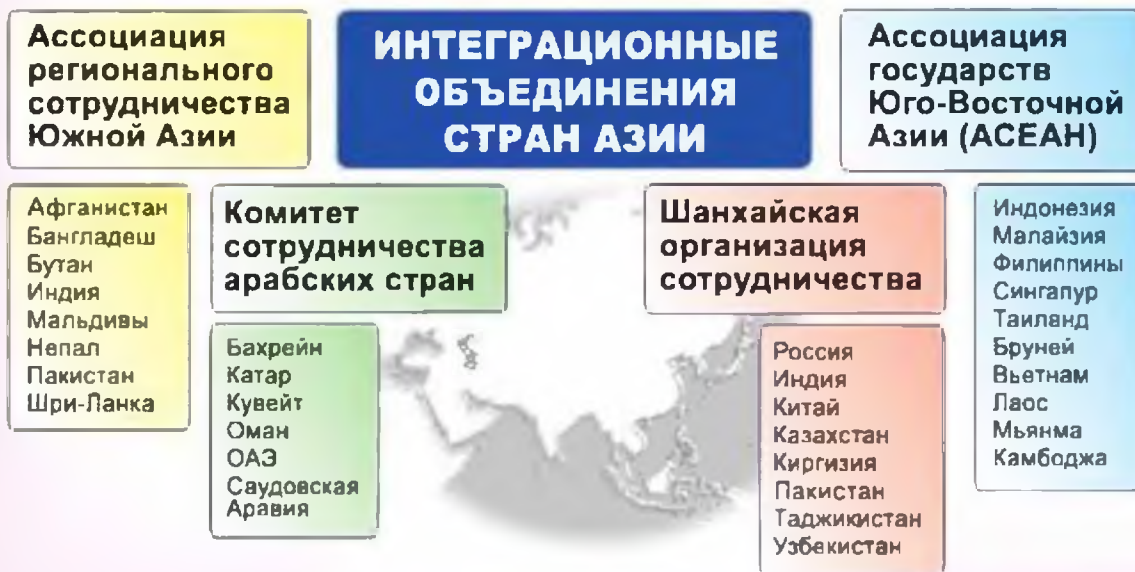 Ассоциация
регионального
сотрудничества
Южной Азии
ИНТЕГРАЦИОННЫЕ
ОБЪЕДИНЕНИЯ
СТРАН АЗИИ
Ассоциация
государств
Юго-Восточной
Азии (АСЕАН)
Афганистан
Бангладеш
Бутан
Индия
Мальдивы
Непал
Пакистан
Шри-Ланка
Комитет
сотрудничества
арабских стран
Бахрейн
Катар
Кувейт
Оман
ОАЭ
Саудовская
Аравия
Шанхайская
организация
сотрудничества
Россия
Индия
Китай
Казахстан
Киргизия
Пакистан
Таджикистан
Узбекистан
Индонезия
Малайзия
Филиппины
Сингапур
Таиланд
Бруней
Вьетнам
Лаос
Мьянма
Камбоджа